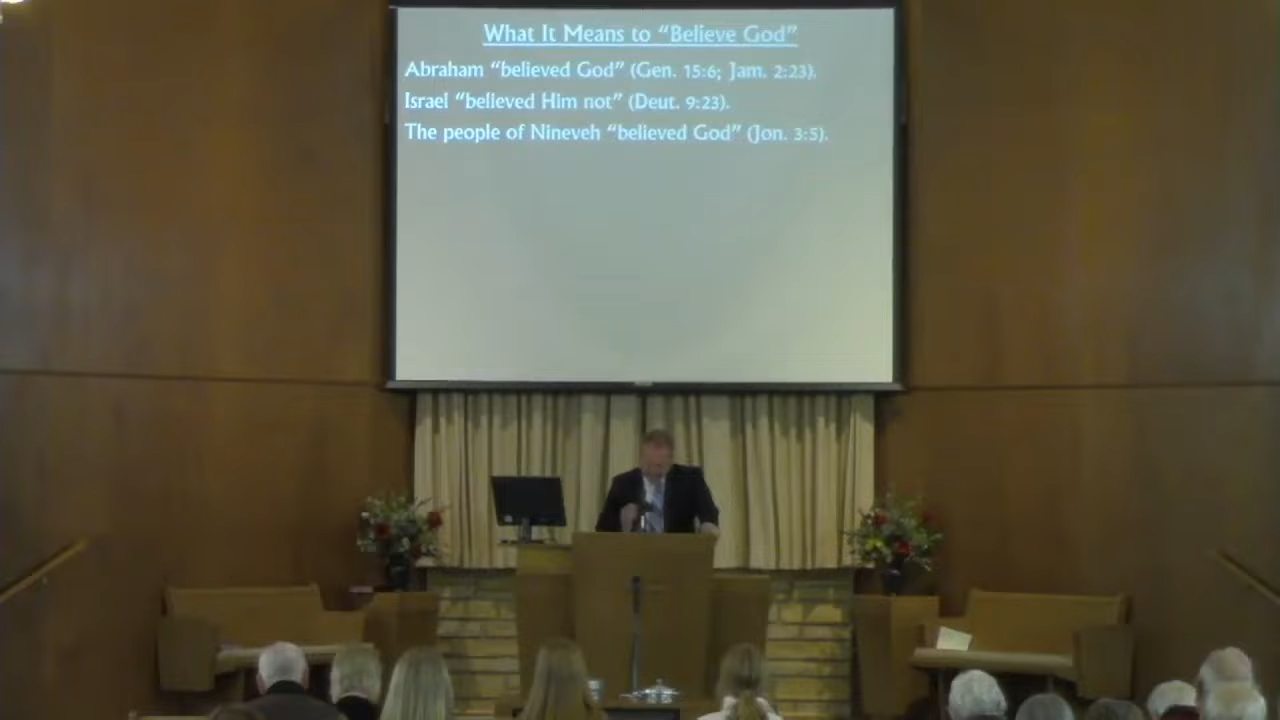 What It Means to “Believe God”
Abraham “believed God” (Gen. 15:6; Jam. 2:23).
Israel “believed Him not” (Deut. 9:23).
The people of Nineveh “believed God” (Jon. 3:5).